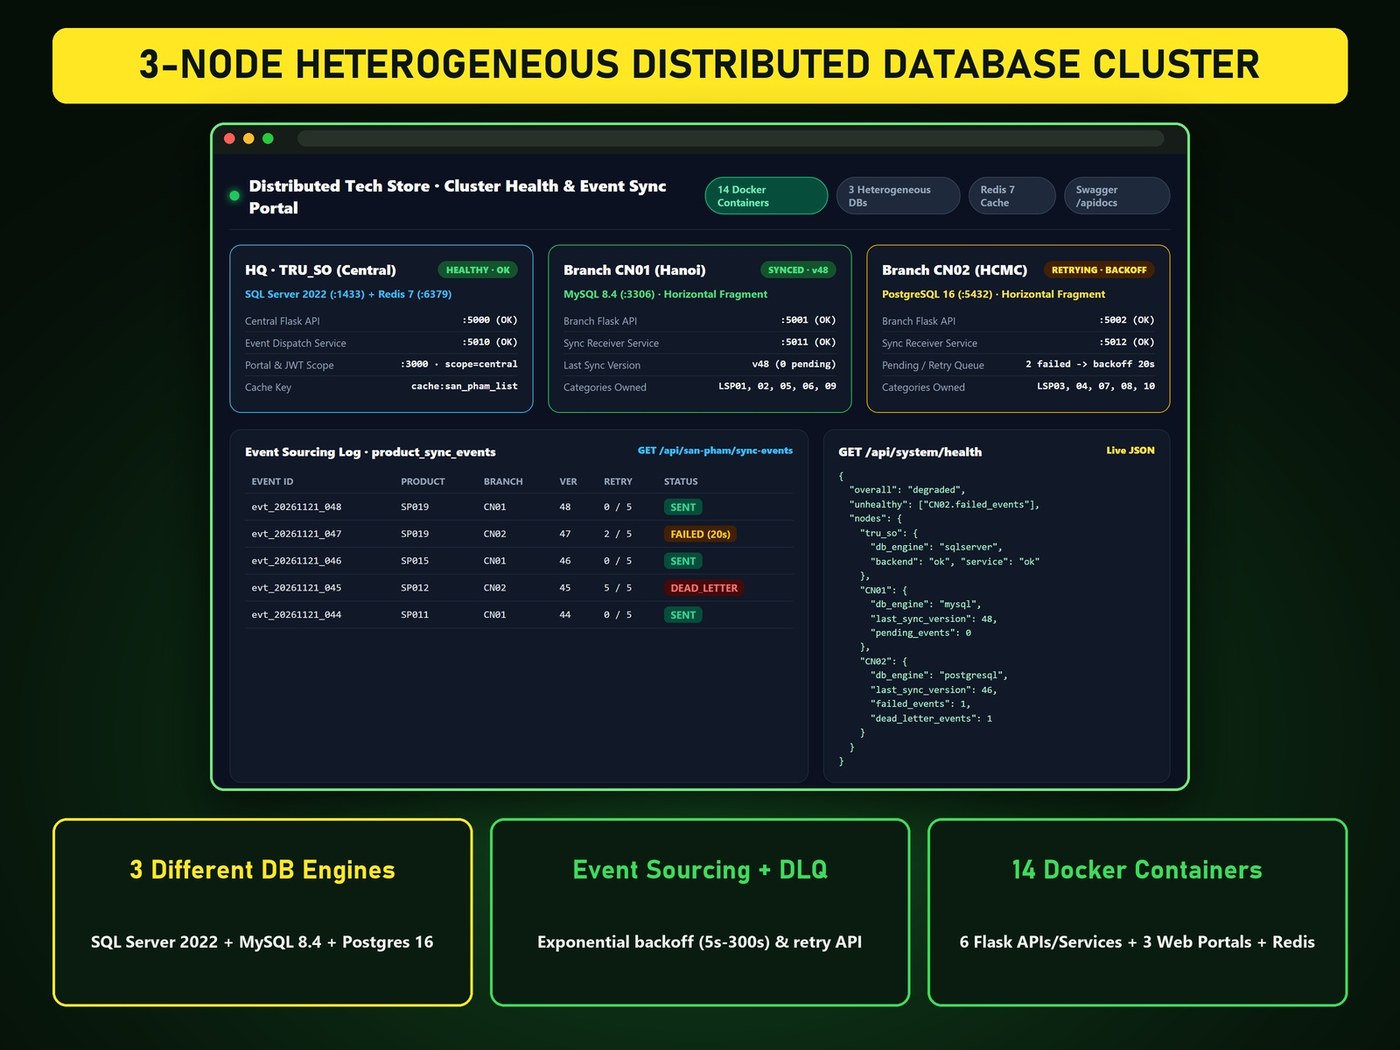 3-NODE HETEROGENEOUS DISTRIBUTED DATABASE CLUSTER
Distributed Tech Store · Cluster Health & Event Sync
Portal
14 Docker
Containers
3 Heterogeneous
DBs
Redis 7
Cache
Swagger
/apidocs
HQ · TRU_SO (Central)
HEALTHY · OK
SQL Server 2022 (:1433) + Redis 7 (:6379)
Central Flask API :5000 (OK)
Event Dispatch Service :5010 (OK)
Portal & JWT Scope :3000 · scope=central
Cache Key cache:san_pham_list
Branch CN01 (Hanoi)
SYNCED · v48
MySQL 8.4 (:3306) · Horizontal Fragment
Branch Flask API :5001 (OK)
Sync Receiver Service :5011 (OK)
Last Sync Version v48 (0 pending)
Categories Owned LSP01, 02, 05, 06, 09
Branch CN02 (HCMC)
RETRYING · BACKOFF
PostgreSQL 16 (:5432) · Horizontal Fragment
Branch Flask API :5002 (OK)
Sync Receiver Service :5012 (OK)
Pending / Retry Queue 2 failed -> backoff 20s
Categories Owned LSP03, 04, 07, 08, 10
Event Sourcing Log · product_sync_events
GET /api/san-pham/sync-events
EVENT ID PRODUCT BRANCH VER RETRY STATUS
evt_20261121_048 SP019 CN01 48 0 / 5 SENT
evt_20261121_047 SP019 CN02 47 2 / 5 FAILED (20s)
evt_20261121_046 SP015 CN01 46 0 / 5 SENT
evt_20261121_045 SP012 CN02 45 5 / 5 DEAD_LETTER
evt_20261121_044 SP011 CN01 44 0 / 5 SENT
GET /api/system/health
Live JSON
{
"overall": "degraded",
"unhealthy": ["CN02.failed_events"],
"nodes": {
"tru_so": {
"db_engine": "sqlserver",
"backend": "ok", "service": "ok"
},
"CN01": {
"db_engine": "mysql",
"last_sync_version": 48,
"pending_events": 0
},
"CN02": {
"db_engine": "postgresql",
"last_sync_version": 46,
"failed_events": 1,
"dead_letter_events": 1
}
}
}
3 Different DB Engines
SQL Server 2022 + MySQL 8.4 + Postgres 16
Event Sourcing + DLQ
Exponential backoff (5s-300s) & retry API
14 Docker Containers
6 Flask APIs/Services + 3 Web Portals + Redis